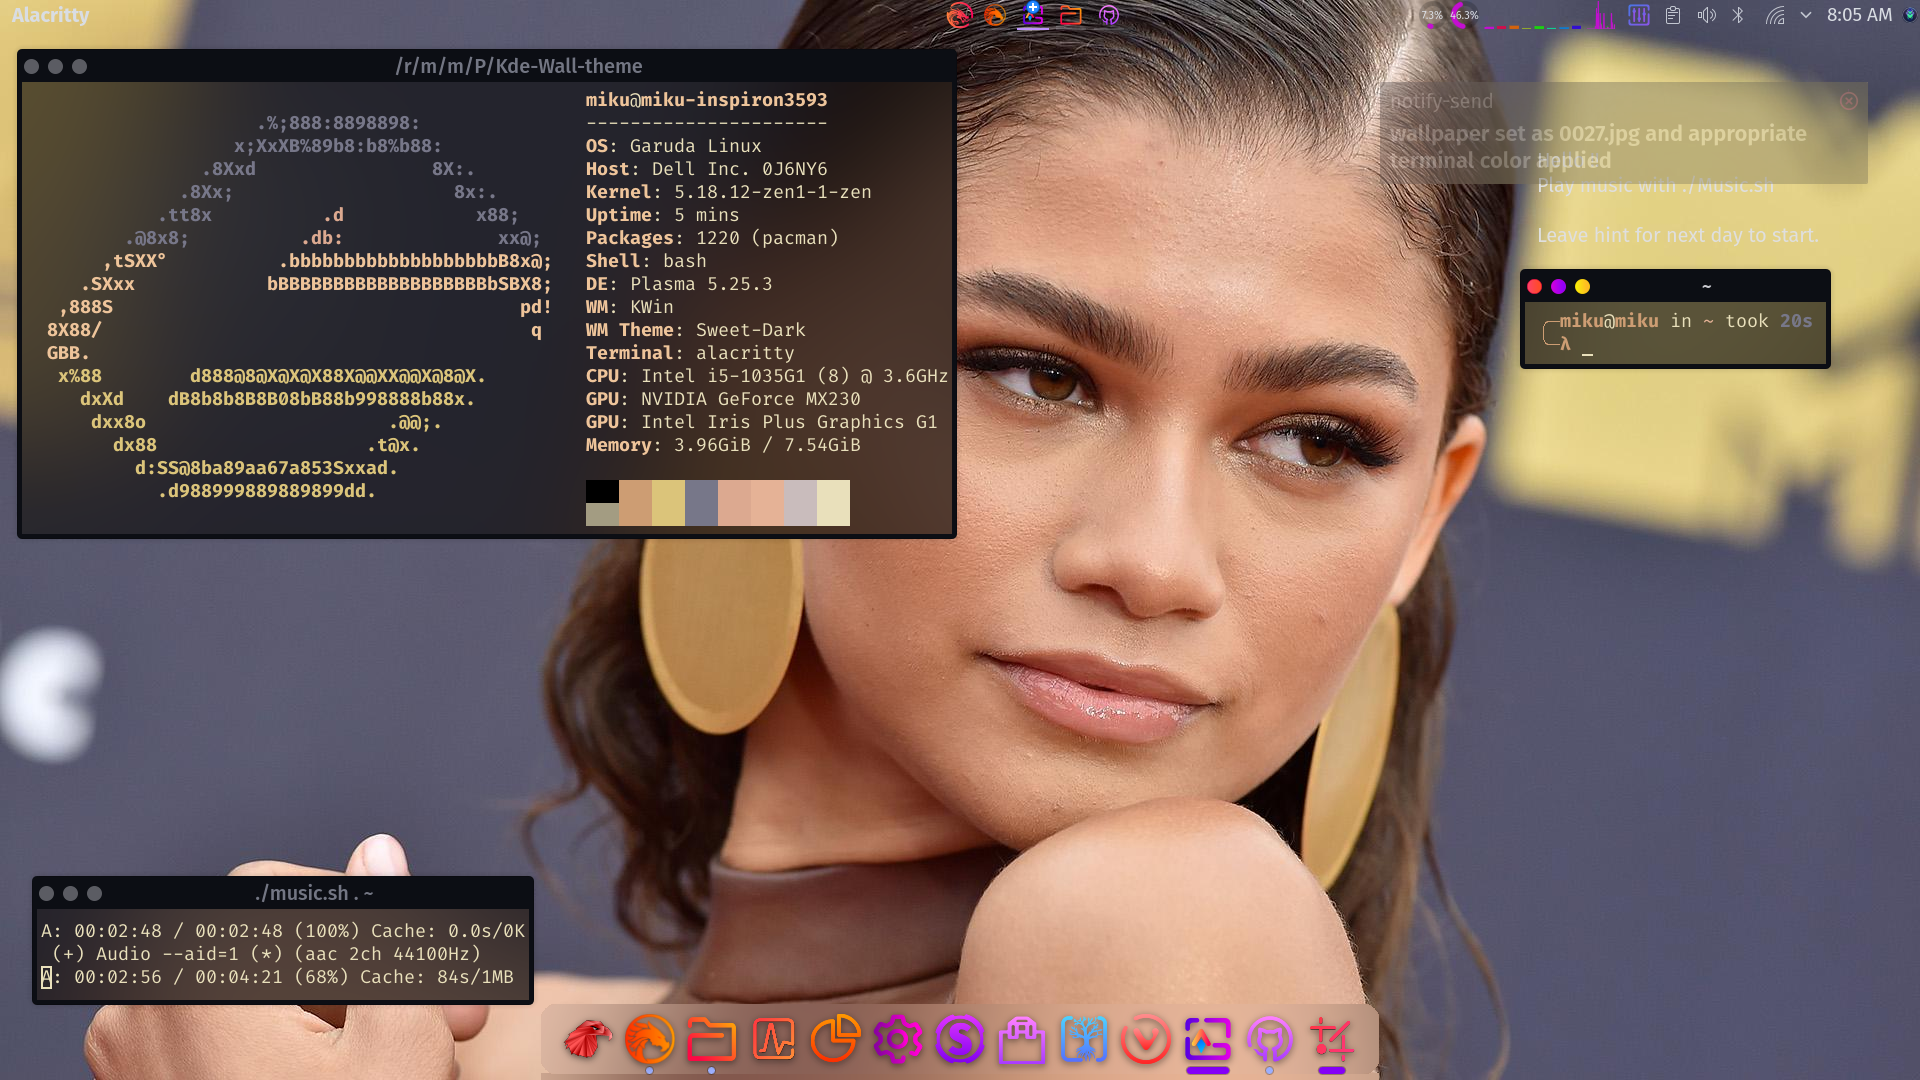 Alacritty
7.3% 46.3%
8:05 AM
/r/m/m/P/Kde-Wall-theme
.%;888:8898898:
x;XxXB%89b8:b8%b88:
.8Xxd 8X:.
.8Xx; 8x:.
.tt8x .d x88;
.@8x8; .db: xx@;
,tSXX° .bbbbbbbbbbbbbbbbbbbB8x@;
.SXxx bBBBBBBBBBBBBBBBBBBBbSBX8;
,888S pd!
8X88/ q
GBB.
x%88 d888@8@X@X@X88X@@XX@@X@8@X.
dxXd dB8b8b8B8B08bB88b998888b88x.
dxx8o .@@;.
dx88 .t@x.
d:SS@8ba89aa67a853Sxxad.
.d988999889889899dd.
miku@miku-inspiron3593
----------------------
OS: Garuda Linux
Host: Dell Inc. 0J6NY6
Kernel: 5.18.12-zen1-1-zen
Uptime: 5 mins
Packages: 1220 (pacman)
Shell: bash
DE: Plasma 5.25.3
WM: KWin
WM Theme: Sweet-Dark
Terminal: alacritty
CPU: Intel i5-1035G1 (8) @ 3.6GHz
GPU: NVIDIA GeForce MX230
GPU: Intel Iris Plus Graphics G1
Memory: 3.96GiB / 7.54GiB
notify-send
wallpaper set as 0027.jpg and appropriate
terminal color applied
Play music with ./Music.sh
Leave hint for next day to start.
~
miku@miku in ~ took 20s
λ _
./music.sh . ~
A: 00:02:48 / 00:02:48 (100%) Cache: 0.0s/0K
(+) Audio --aid=1 (*) (aac 2ch 44100Hz)
A: 00:02:56 / 00:04:21 (68%) Cache: 84s/1MB